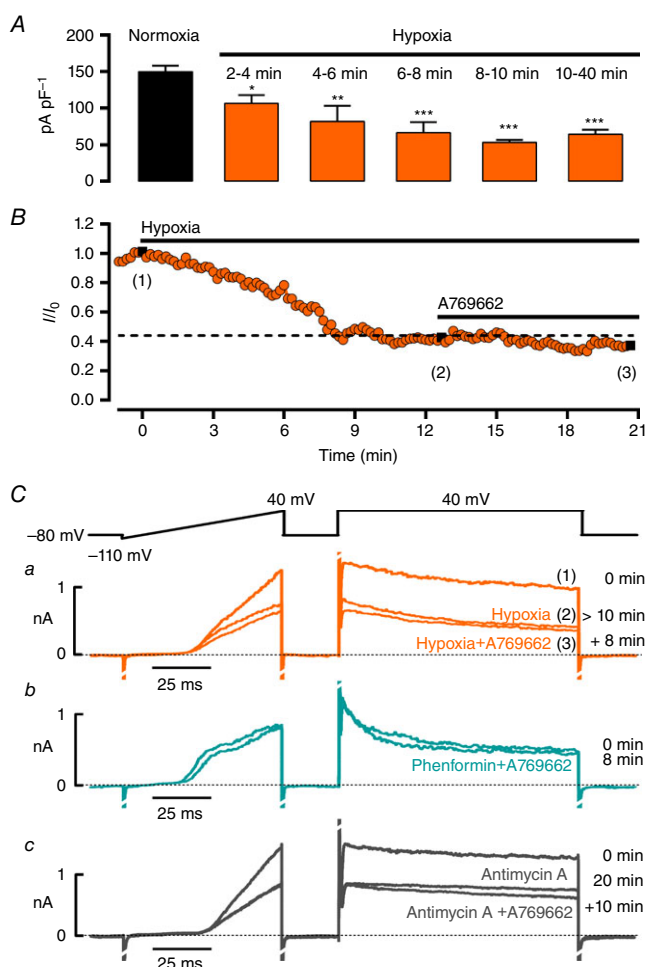 A
200
150
100
50
0
pA pF⁻¹
Normoxia
Hypoxia
2-4 min 4-6 min 6-8 min 8-10 min 10-40 min
* ** *** *** ***
B
1.2
1.0
0.8
0.6
0.4
0.2
0.0
I/I₀
Hypoxia
(1)
A769662
(2)
(3)
0 3 6 9 12 15 18 21
Time (min)
C
40 mV 40 mV
–80 mV
–110 mV
a
1
nA
0
25 ms
(1) 0 min
Hypoxia (2) > 10 min
Hypoxia+A769662 (3) + 8 min
b
1
nA
0
25 ms
0 min
8 min
Phenformin+A769662
c
1
nA
0
25 ms
0 min
Antimycin A 20 min
Antimycin A +A769662 +10 min